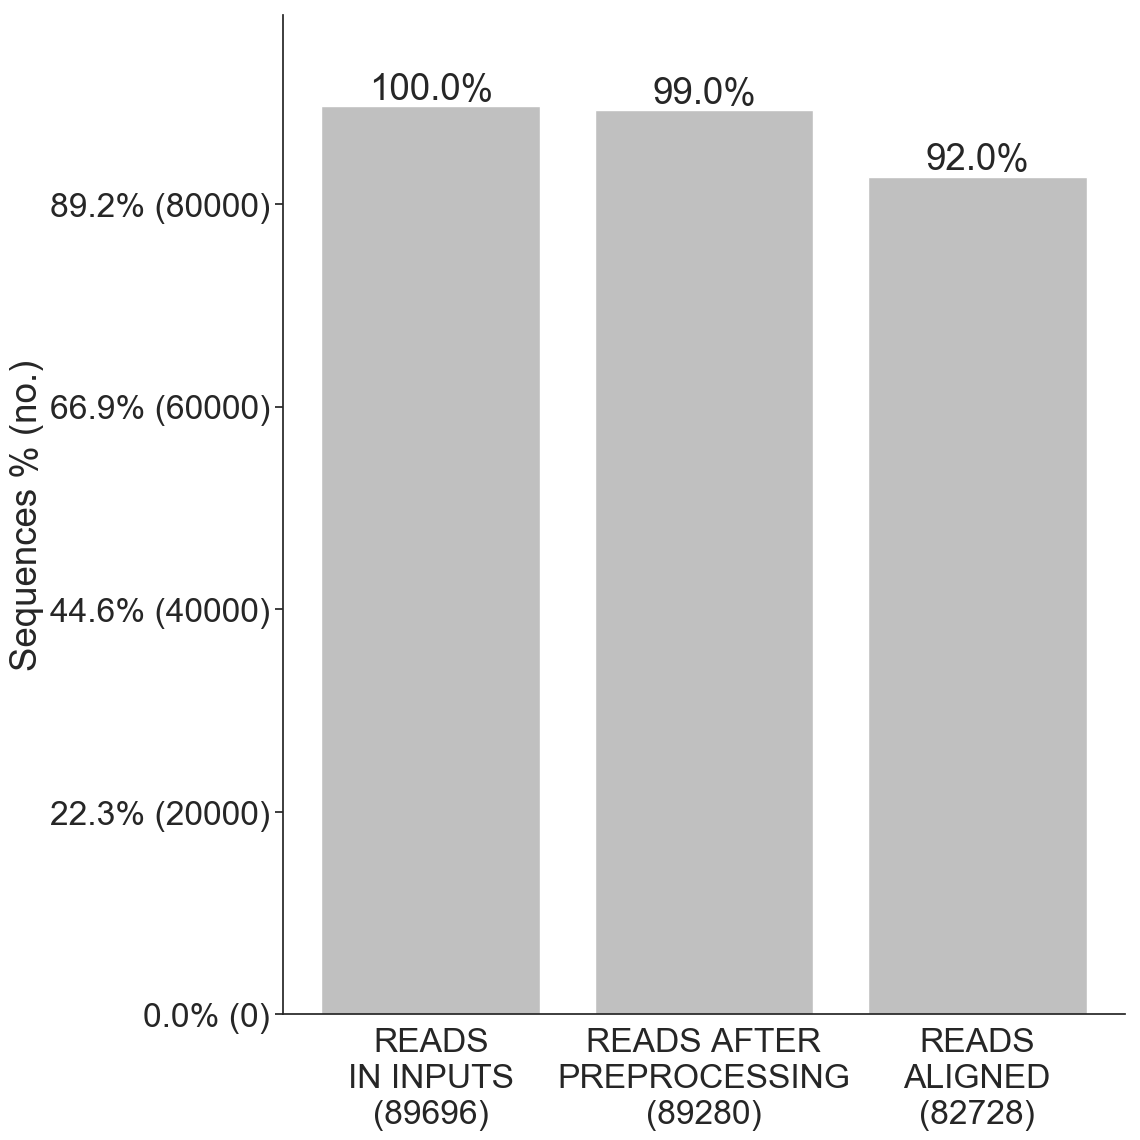 100.0%
99.0%
92.0%
89.2% (80000)
66.9% (60000)
44.6% (40000)
22.3% (20000)
0.0% (0)
Sequences % (no.)
READS
IN INPUTS
(89696)
READS AFTER
PREPROCESSING
(89280)
READS
ALIGNED
(82728)